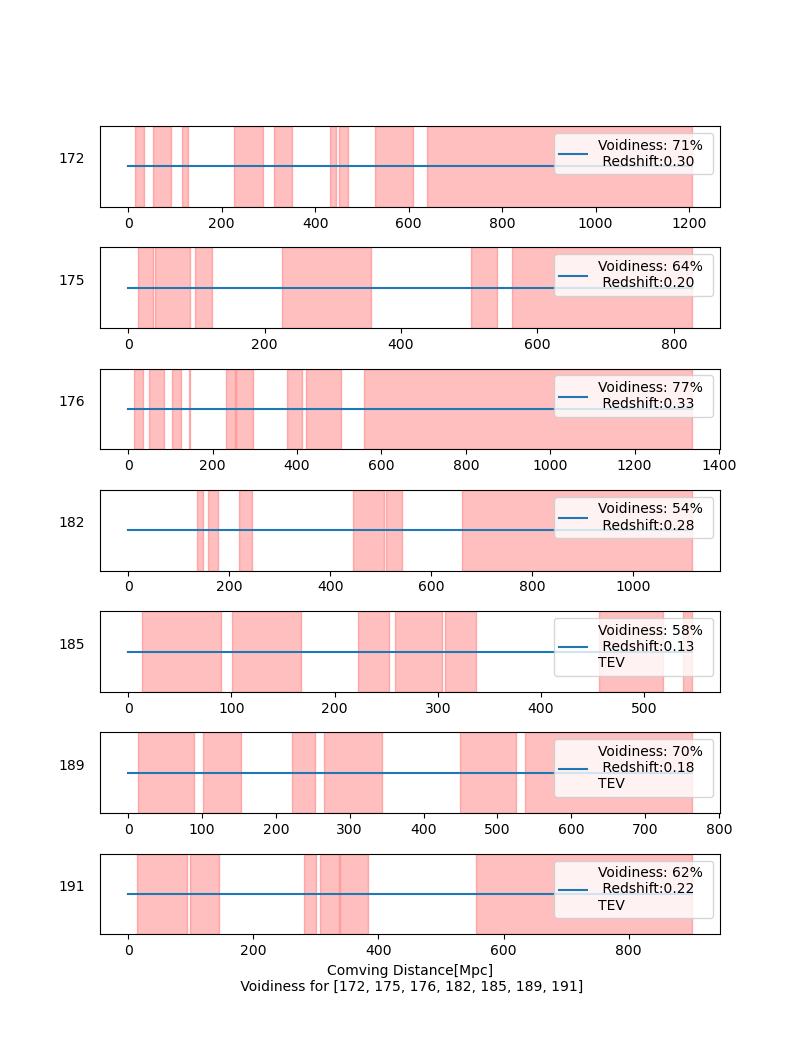 Voidiness: 71%
172
Redshift:0.30
0 200 400 600 800 1000 1200
Voidiness: 64%
175
Redshift:0.20
0 200 400 600 800
Voidiness: 77%
176
Redshift:0.33
0 200 400 600 800 1000 1200 1400
Voidiness: 54%
182
Redshift:0.28
0 200 400 600 800 1000
Voidiness: 58%
185
Redshift:0.13
TEV
0 100 200 300 400 500
Voidiness: 70%
189
Redshift:0.18
TEV
0 100 200 300 400 500 600 700 800
Voidiness: 62%
191
Redshift:0.22
TEV
0 200 400 600 800
Comving Distance[Mpc]
Voidiness for [172, 175, 176, 182, 185, 189, 191]